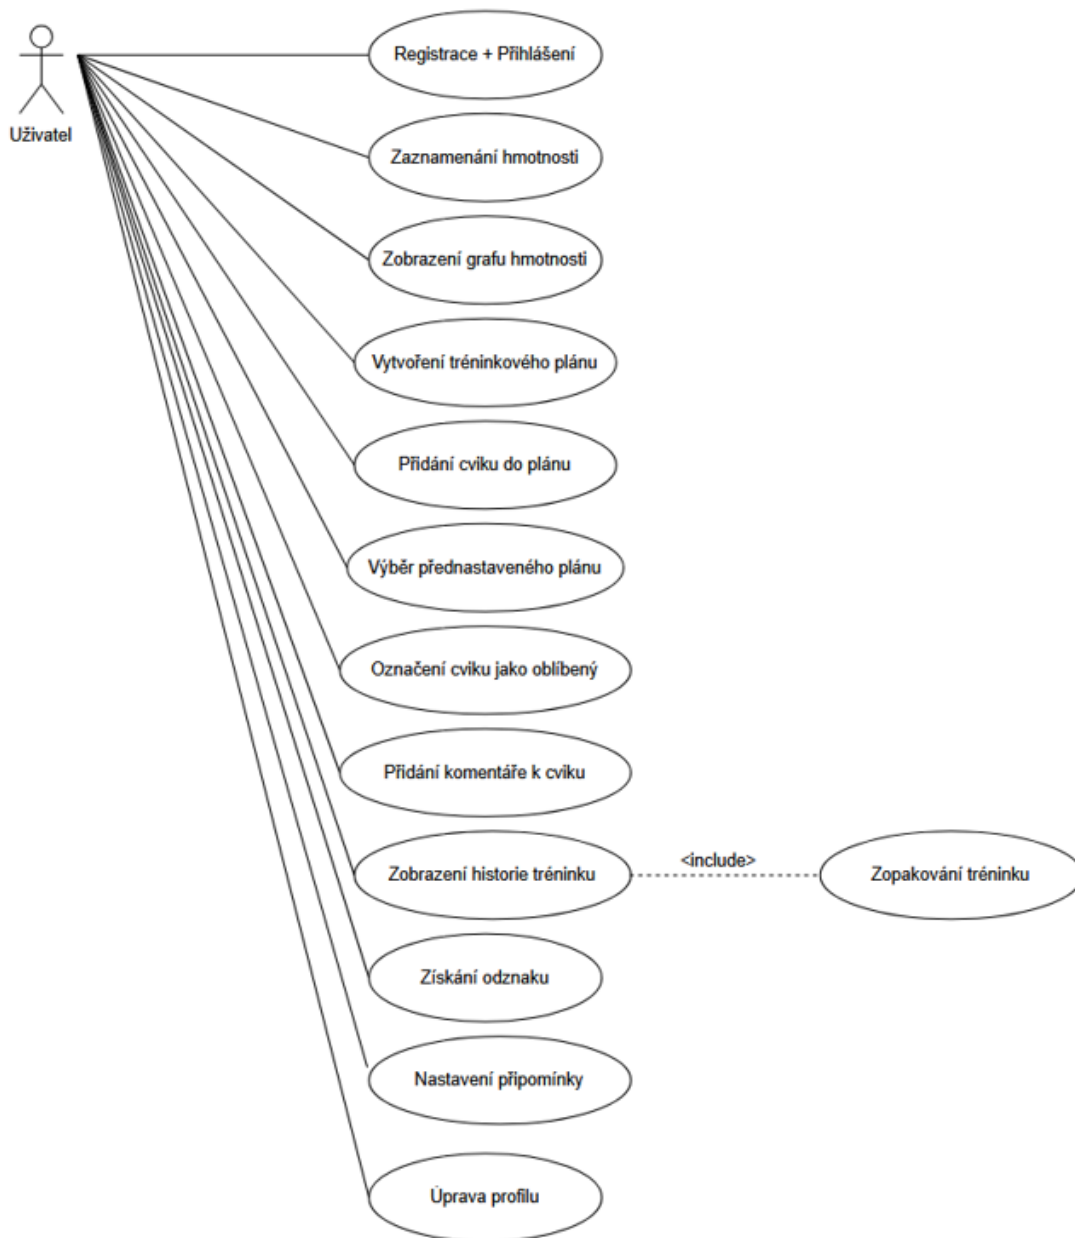 Uživatel
Registrace + Přihlášení
Zaznamenání hmotnosti
Zobrazení grafu hmotnosti
Vytvoření tréninkového plánu
Přidání cviku do plánu
Výběr přednastaveného plánu
Označení cviku jako oblíbený
Přidání komentáře k cviku
Zobrazení historie tréninku
<include>
Zopakování tréninku
Získání odznaku
Nastavení připomínky
Úprava profilu